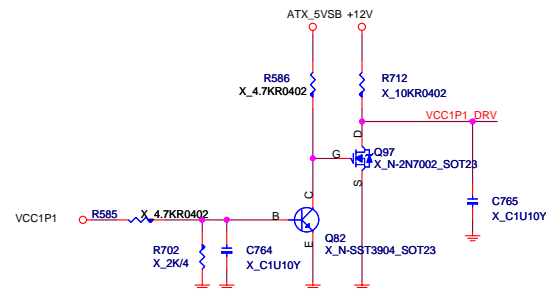 ATX_5VSB +12V
R586
X_4.7KR0402
R712
X_10KR0402
VCC1P1_DRV
D
G
S
Q97
X_N-2N7002_SOT23
C765
X_C1U10Y
VCC1P1
R585
X_4.7KR0402
B
C
E
Q82
X_N-SST3904_SOT23
R702
X_2K/4
C764
X_C1U10Y